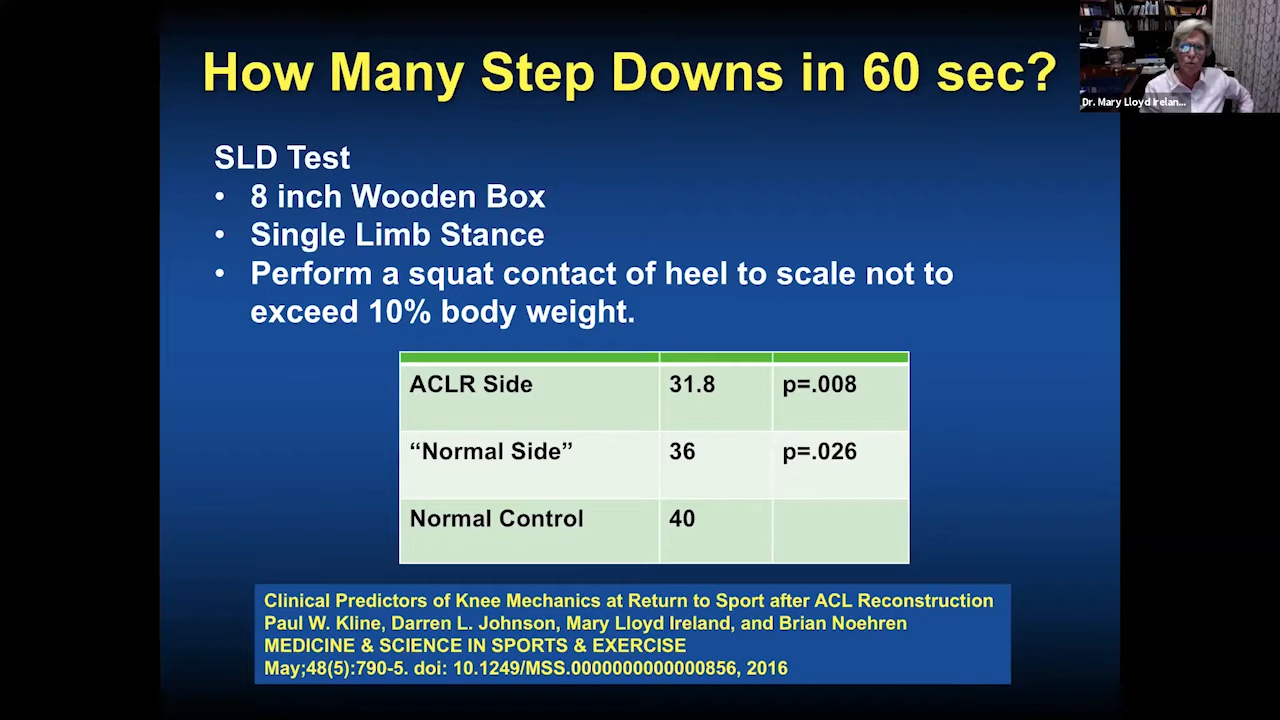 How Many Step Downs in 60 sec?
Dr. Mary Lloyd Irelan...
SLD Test
• 8 inch Wooden Box
• Single Limb Stance
• Perform a squat contact of heel to scale not to
exceed 10% body weight.
ACLR Side 31.8 p=.008
“Normal Side” 36 p=.026
Normal Control 40
Clinical Predictors of Knee Mechanics at Return to Sport after ACL Reconstruction
Paul W. Kline, Darren L. Johnson, Mary Lloyd Ireland, and Brian Noehren
MEDICINE & SCIENCE IN SPORTS & EXERCISE
May;48(5):790-5. doi: 10.1249/MSS.0000000000000856, 2016